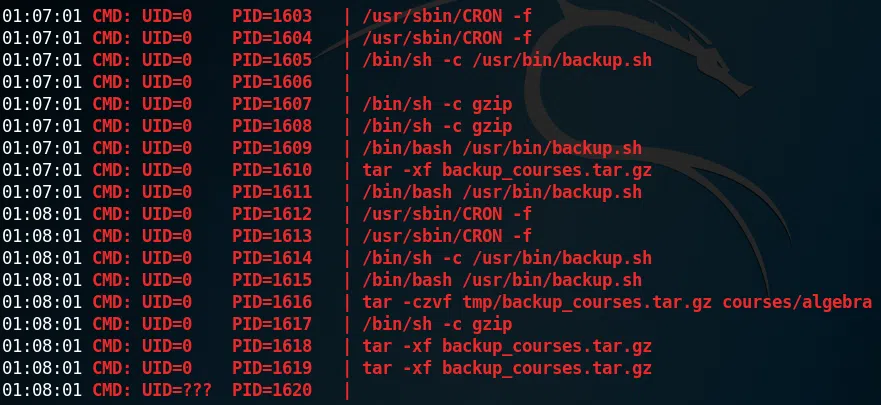 01:07:01 CMD: UID=0 PID=1603 | /usr/sbin/CRON -f
01:07:01 CMD: UID=0 PID=1604 | /usr/sbin/CRON -f
01:07:01 CMD: UID=0 PID=1605 | /bin/sh -c /usr/bin/backup.sh
01:07:01 CMD: UID=0 PID=1606 |
01:07:01 CMD: UID=0 PID=1607 | /bin/sh -c gzip
01:07:01 CMD: UID=0 PID=1608 | /bin/sh -c gzip
01:07:01 CMD: UID=0 PID=1609 | /bin/bash /usr/bin/backup.sh
01:07:01 CMD: UID=0 PID=1610 | tar -xf backup_courses.tar.gz
01:07:01 CMD: UID=0 PID=1611 | /bin/bash /usr/bin/backup.sh
01:08:01 CMD: UID=0 PID=1612 | /usr/sbin/CRON -f
01:08:01 CMD: UID=0 PID=1613 | /usr/sbin/CRON -f
01:08:01 CMD: UID=0 PID=1614 | /bin/sh -c /usr/bin/backup.sh
01:08:01 CMD: UID=0 PID=1615 | /bin/bash /usr/bin/backup.sh
01:08:01 CMD: UID=0 PID=1616 | tar -czvf tmp/backup_courses.tar.gz courses/algebra
01:08:01 CMD: UID=0 PID=1617 | /bin/sh -c gzip
01:08:01 CMD: UID=0 PID=1618 | tar -xf backup_courses.tar.gz
01:08:01 CMD: UID=0 PID=1619 | tar -xf backup_courses.tar.gz
01:08:01 CMD: UID=??? PID=1620 |